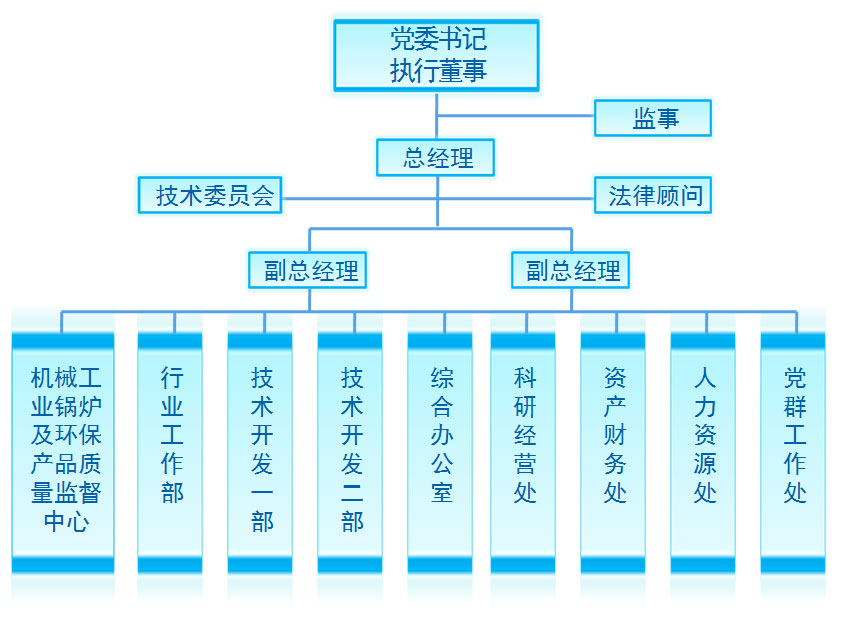 党委书记
执行董事
监事
总经理
技术委员会
法律顾问
副总经理
副总经理
机械工
业锅炉
及环保
产品质
量监督
中心
行业工作部
技术开发一部
技术开发二部
综合办公室
科研经营处
资产财务处
人力资源处
党群工作处